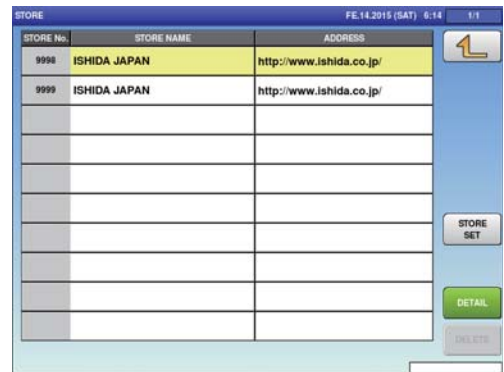 STORE FE.14.2015 (SAT) 6:14 1/1
STORE No. STORE NAME ADDRESS
9998 ISHIDA JAPAN http://www.ishida.co.jp/
9999 ISHIDA JAPAN http://www.ishida.co.jp/
STORE
SET
DETAIL
DELETE